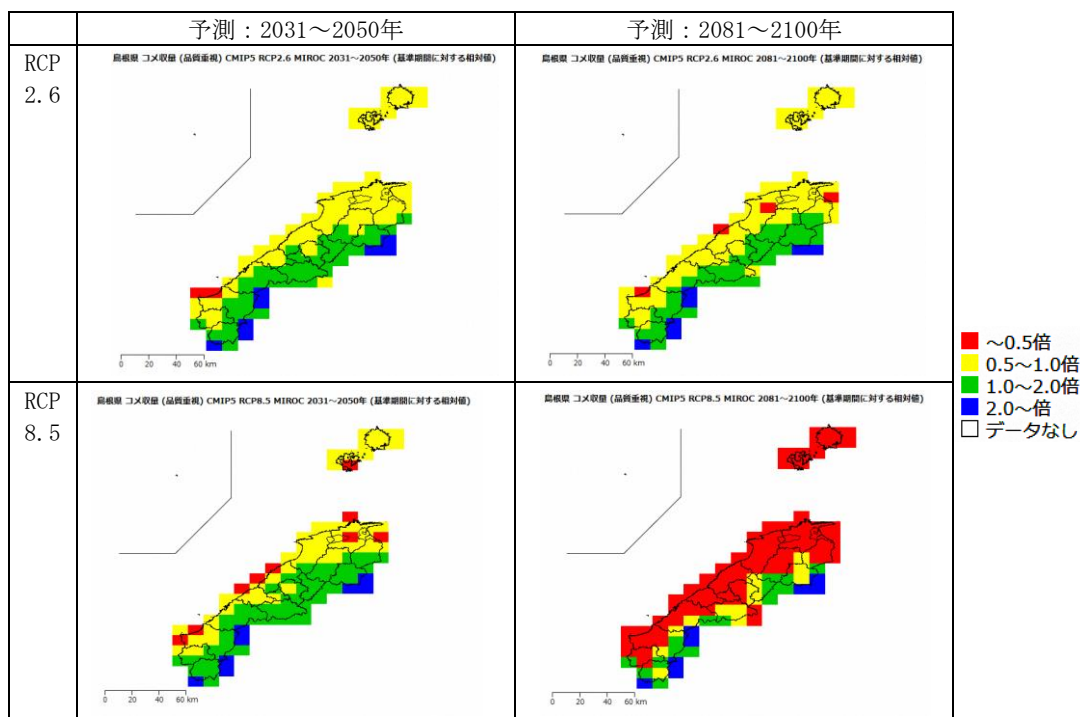 予測：2031～2050年
予測：2081～2100年
RCP
2.6
島根県 コメ収量 (品質重視) CMIP5 RCP2.6 MIROC 2031～2050年 (基準期間に対する相対値)
0 20 40 60 km
島根県 コメ収量 (品質重視) CMIP5 RCP2.6 MIROC 2081～2100年 (基準期間に対する相対値)
0 20 40 60 km
RCP
8.5
島根県 コメ収量 (品質重視) CMIP5 RCP8.5 MIROC 2031～2050年 (基準期間に対する相対値)
0 20 40 60 km
島根県 コメ収量 (品質重視) CMIP5 RCP8.5 MIROC 2081～2100年 (基準期間に対する相対値)
0 20 40 60 km
～0.5倍
0.5～1.0倍
1.0～2.0倍
2.0～倍
データなし